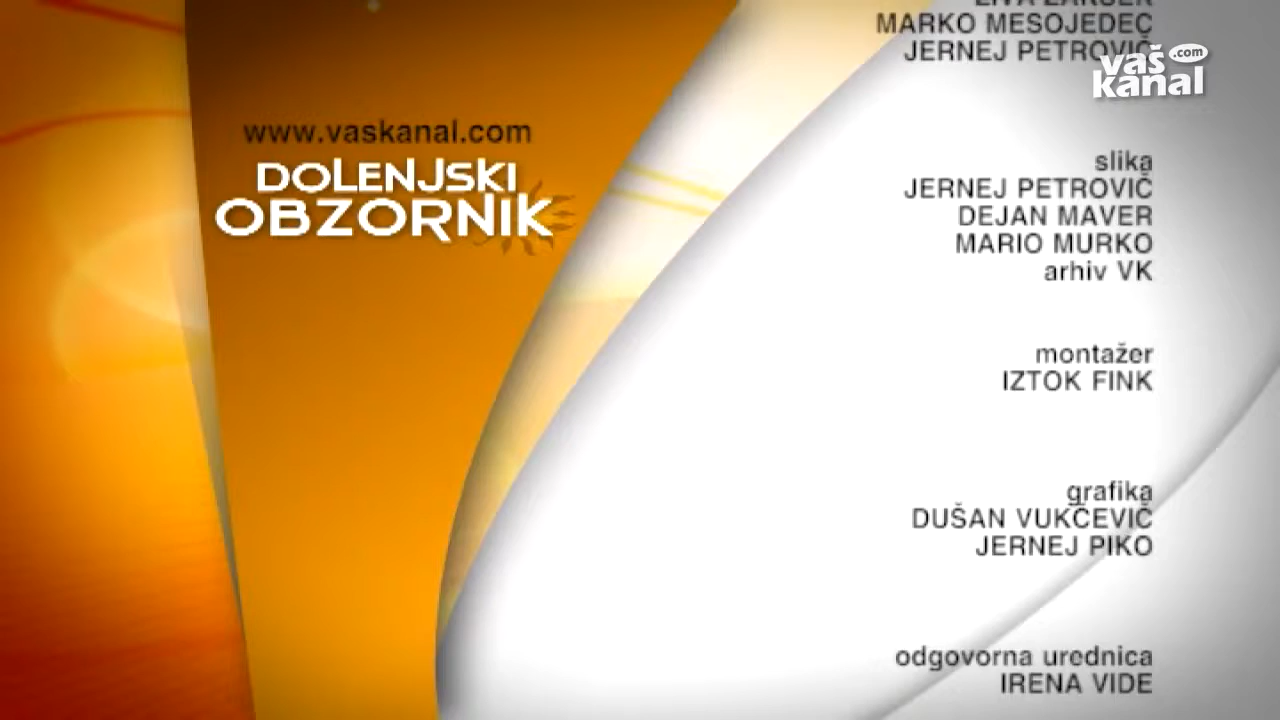 www.vaskanal.com
DOLENJSKI
OBZORNIK
MARKO MESOJEDEC
JERNEJ PETROVIČ
vaš .com
kanal
slika
JERNEJ PETROVIČ
DEJAN MAVER
MARIO MURKO
arhiv VK
montažer
IZTOK FINK
grafika
DUŠAN VUKČEVIČ
JERNEJ PIKO
odgovorna urednica
IRENA VIDE